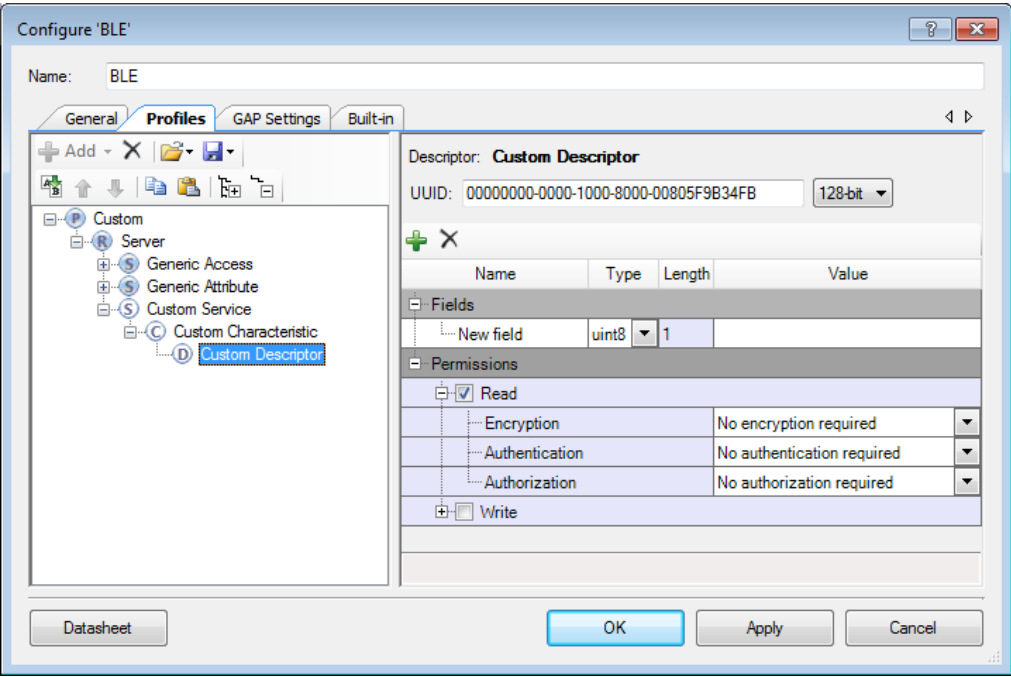 Configure 'BLE'
Name: BLE
General Profiles GAP Settings Built-in
Add
Descriptor: Custom Descriptor
UUID: 00000000-0000-1000-8000-00805F9B34FB 128-bit
P Custom
R Server
S Generic Access
S Generic Attribute
S Custom Service
C Custom Characteristic
D Custom Descriptor
Name Type Length Value
Fields
New field uint8 1
Permissions
Read
Encryption No encryption required
Authentication No authentication required
Authorization No authorization required
Write
Datasheet OK Apply Cancel